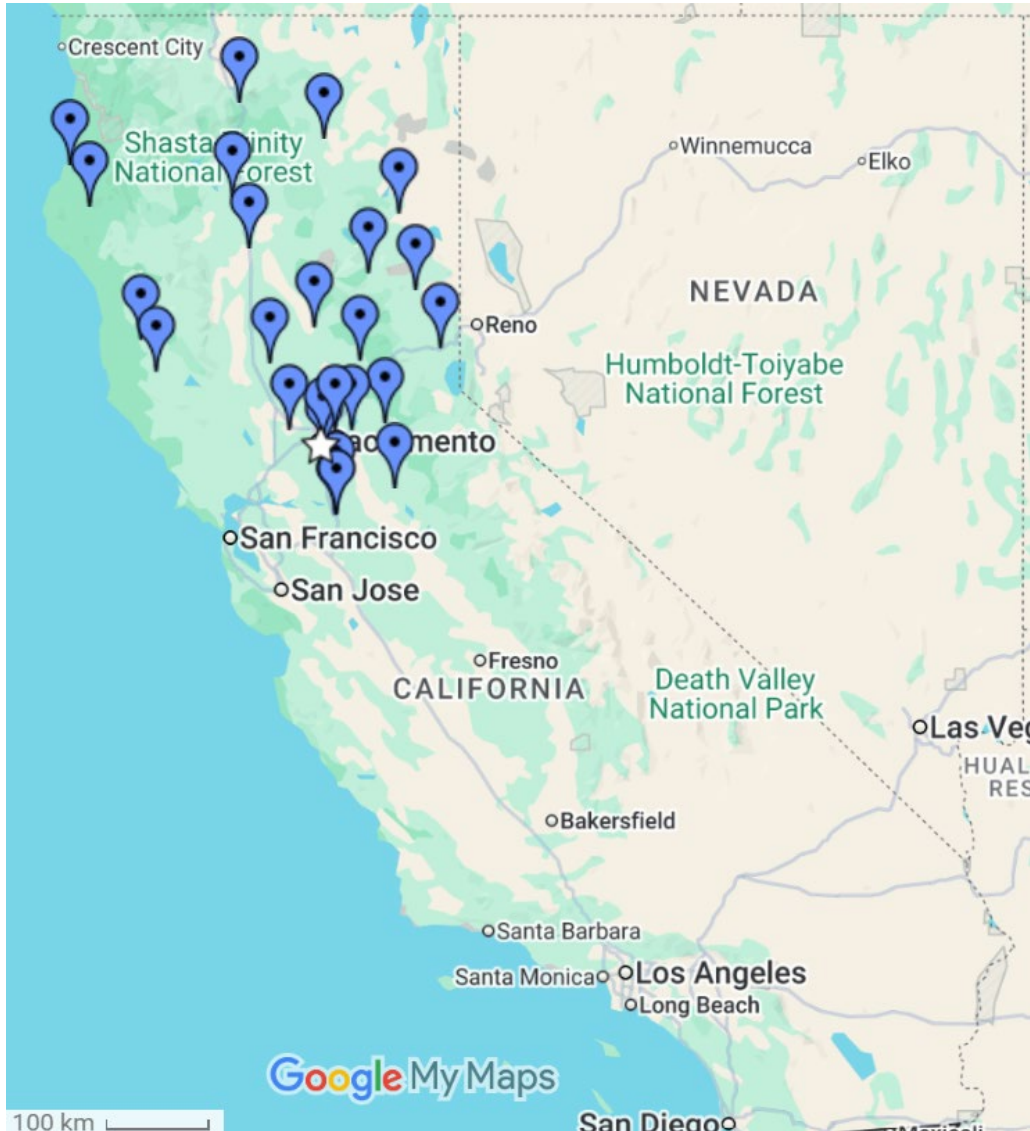 Crescent City
Shasta Trinity
National Forest
Winnemucca
Elko
NEVADA
Reno
Humboldt-Toiyabe
National Forest
Sacramento
San Francisco
San Jose
Fresno
CALIFORNIA
Death Valley
National Park
Las Veg
HUAL
RES
Bakersfield
Santa Barbara
Santa Monica
Los Angeles
Long Beach
Google My Maps
100 km
San Diego
Mexicali